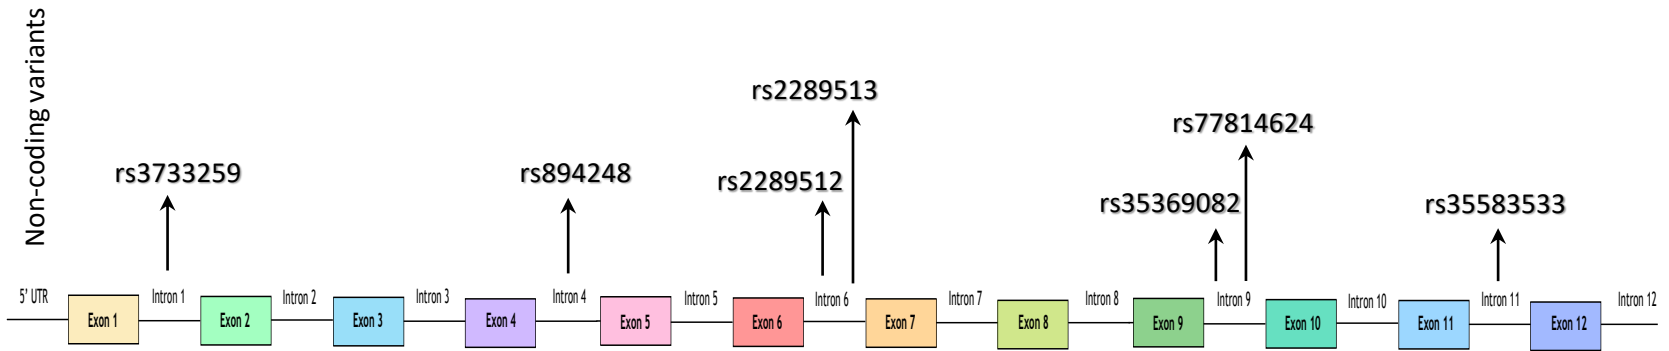 Non-coding variants
rs2289513
rs77814624
rs3733259
rs894248
rs2289512
rs35369082
rs35583533
5' UTR
Exon 1
Intron 1
Exon 2
Intron 2
Exon 3
Intron 3
Exon 4
Intron 4
Exon 5
Intron 5
Exon 6
Intron 6
Exon 7
Intron 7
Exon 8
Intron 8
Exon 9
Intron 9
Exon 10
Intron 10
Exon 11
Intron 11
Exon 12
Intron 12